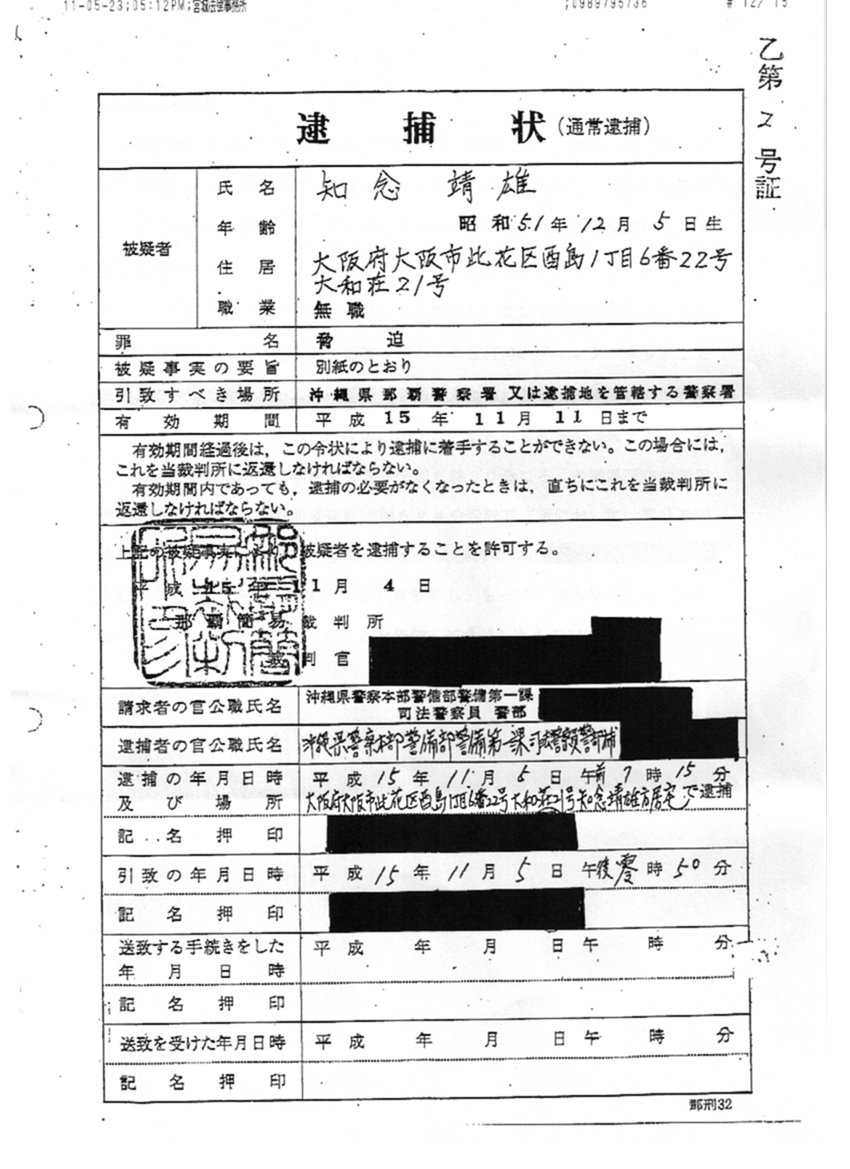 11-05-23;05:12PM;宮城法律事務所 ;0989795736 # 12/ 15
乙第2号証
逮捕状(通常逮捕)
被疑者
氏名 知念 靖雄
年齢 昭和51年12月5日生
住居 大阪府大阪市此花区酉島1丁目6番22号
大和荘21号
職業 無職
罪名 脅迫
被疑事実の要旨 別紙のとおり
引致すべき場所 沖縄県那覇警察署又は逮捕地を管轄する警察署
有効期間 平成15年11月11日まで
有効期間経過後は,この令状により逮捕に着手することができない。この場合には,
これを当裁判所に返還しなければならない。
有効期間内であっても,逮捕の必要がなくなったときは,直ちにこれを当裁判所に
返還しなければならない。
上記の被疑事実により,被疑者を逮捕することを許可する。
平成15年11月4日
那覇簡易裁判所
裁判官
請求者の官公職氏名 沖縄県警察本部警備部警備第一課
司法警察員 警部
逮捕者の官公職氏名 沖縄県警察本部警備部警備第一課司法警察員警部補
逮捕の年月日時 平成15年11月5日午前7時15分
及び場所 大阪府大阪市此花区酉島1丁目6番22号大和荘21号知念靖雄方居宅で逮捕
記名押印
引致の年月日時 平成15年11月5日午後零時50分
記名押印
送致する手続きをした 平成 年 月 日午 時 分
年月日時
記名押印
送致を受けた年月日時 平成 年 月 日午 時 分
記名押印
那刑32